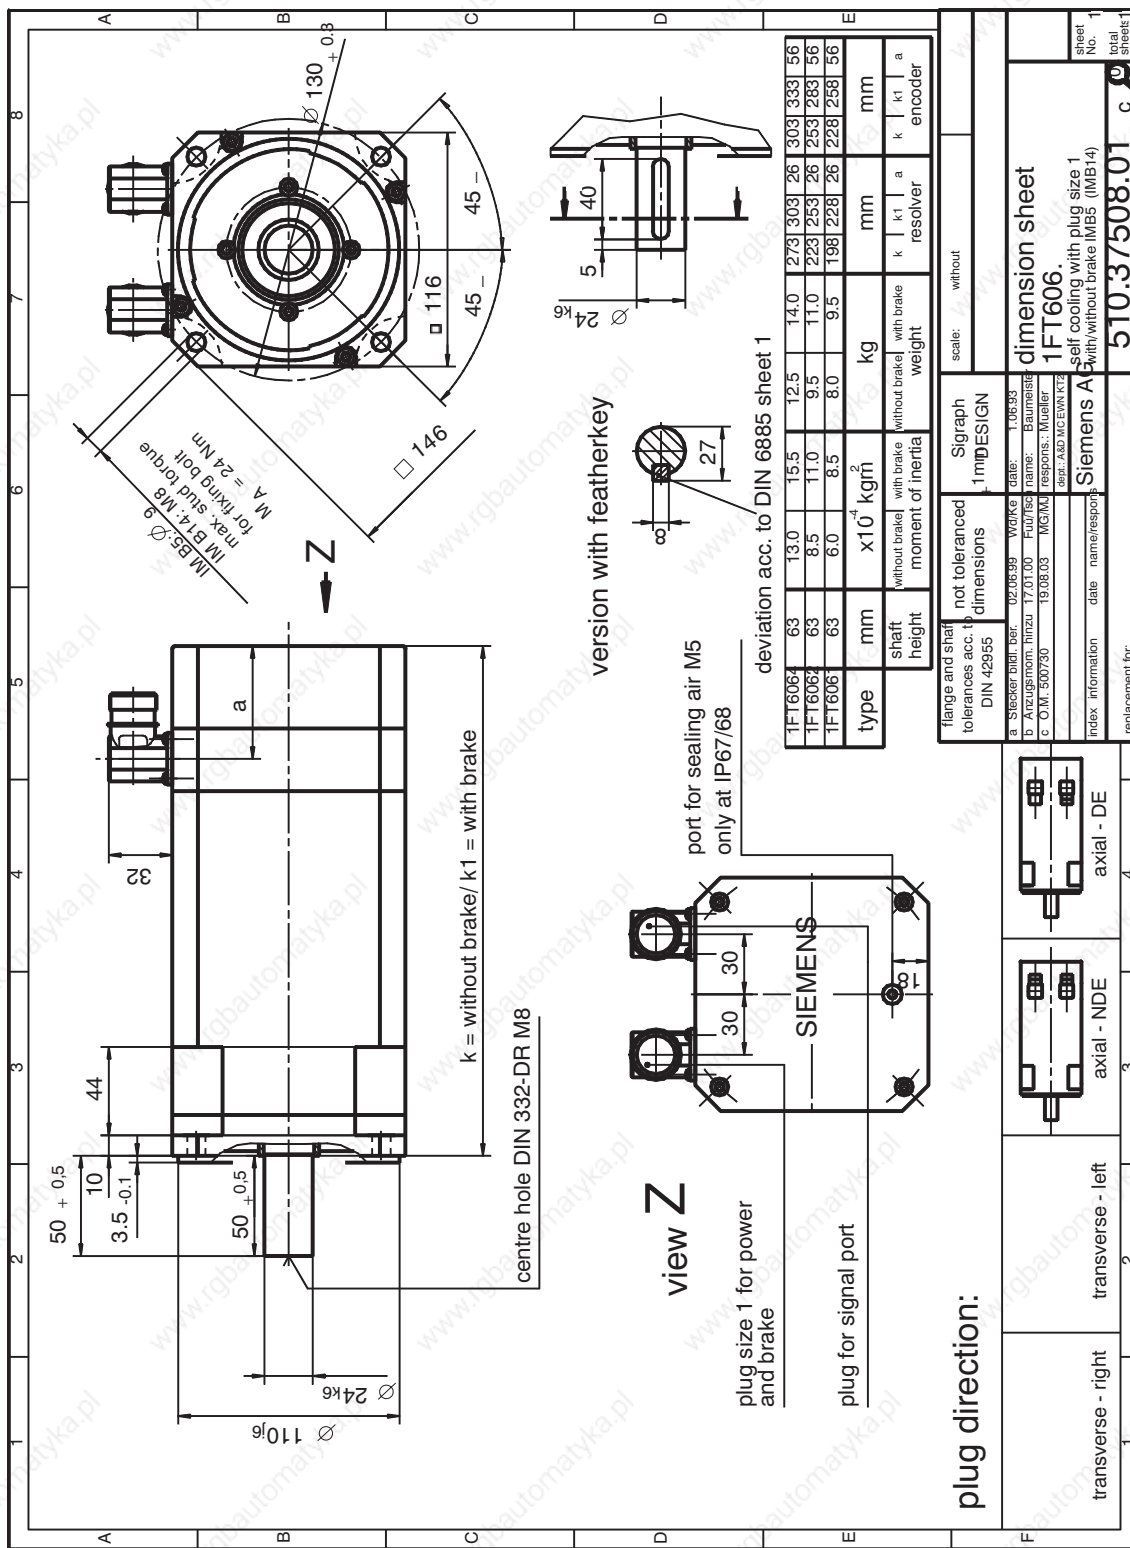 A B C D E
1 2 3 4 5 6 7 8
50 + 0,5
10
3.5 -0.1
44
32
a
50 + 0,5
Ø 24k6
Ø 110j6
k = without brake/ k1 = with brake
centre hole DIN 332-DR M8
Z
IM B5: Ø 9
IM B14: M8
max. stud torque
for fixing bolt
M A = 24 Nm
□ 146
□ 116
Ø 130 + 0.3
45 _
45 _
version with featherkey
Ø 24k6
5
40
8
27
deviation acc. to DIN 6885 sheet 1
view Z
plug size 1 for power
and brake
plug for signal port
30
30
18
SIEMENS
port for sealing air M5
only at IP67/68
1FT6064 63 13.0 15.5 12.5 14.0 273 303 26 303 333 56
1FT6062 63 8.5 11.0 9.5 11.0 223 253 26 253 283 56
1FT6061 63 6.0 8.5 8.0 9.5 198 228 26 228 258 56
type mm x10-4 kgm2 kg mm mm
shaft height
without brake with brake
moment of inertia
without brake with brake
weight
k k1 a
resolver
k k1 a
encoder
plug direction:
transverse - right
transverse - left
axial - NDE
axial - DE
flange and shaft
tolerances acc. to
DIN 42955
not toleranced
dimensions
Sigraph
DESIGN
+ 1mm
scale: without
a Stecker bildl. ber. 02.06.99 Wd/Ke
b Anzugsmom. hinzu 17.01.00
c O.M. 500730 19.08.03 MG/MJ
index information date name/respons
date: 1.06.93
name: Baumeister
respons.: Mueller
dept.: A&D MC EWN KT2
Siemens AG
dimension sheet
1FT606.
self cooling with plug size 1
with/without brake IMB5 (IMB14)
510.37508.01 c
sheet
No. 1
total
sheets 1
replacement for:
F
www.rgbautomatyka.pl